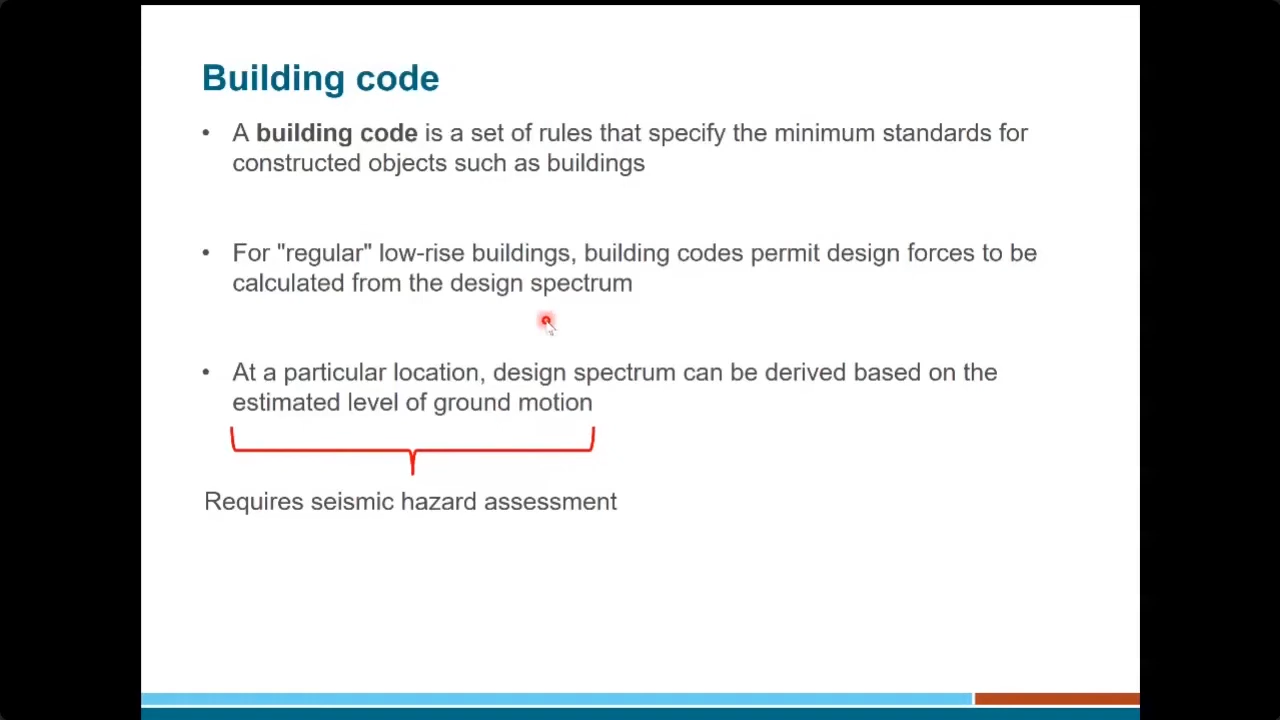 Building code
• A building code is a set of rules that specify the minimum standards for
constructed objects such as buildings
• For "regular" low-rise buildings, building codes permit design forces to be
calculated from the design spectrum
• At a particular location, design spectrum can be derived based on the
estimated level of ground motion
Requires seismic hazard assessment